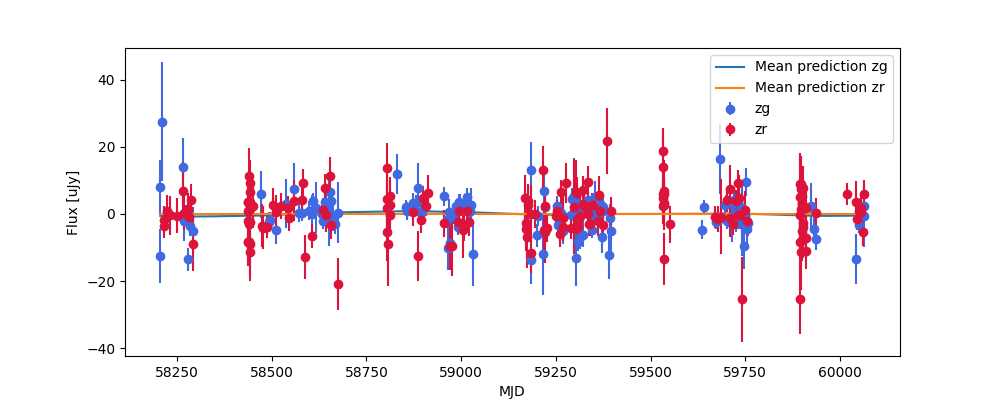 Mean prediction zg
Mean prediction zr
zg
zr
Flux [uJy]
40
20
0
−20
−40
58250
58500
58750
59000
59250
59500
59750
60000
MJD